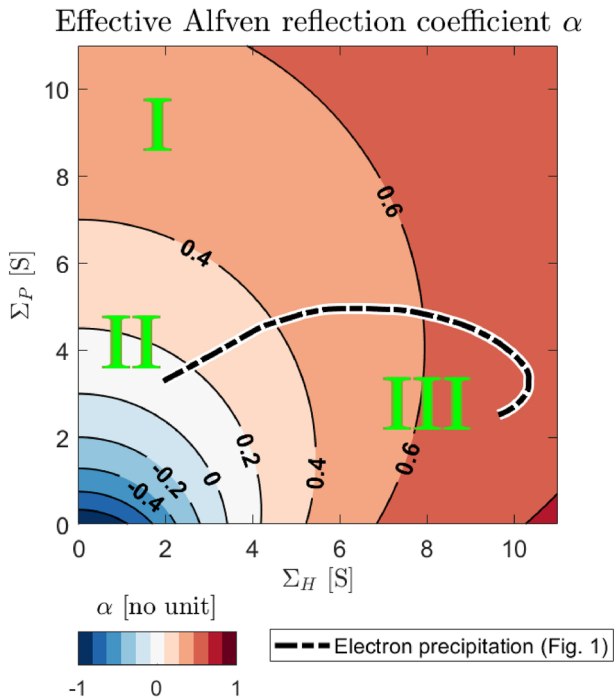 Effective Alfven reflection coefficient α
I
II
III
0.6
0.4
0.6
0.2
0.4
0
-0.2
-0.4
0.6
10
8
6
4
2
0
Σ_P [S]
0 2 4 6 8 10
Σ_H [S]
α [no unit]
-1 0 1
Electron precipitation (Fig. 1)